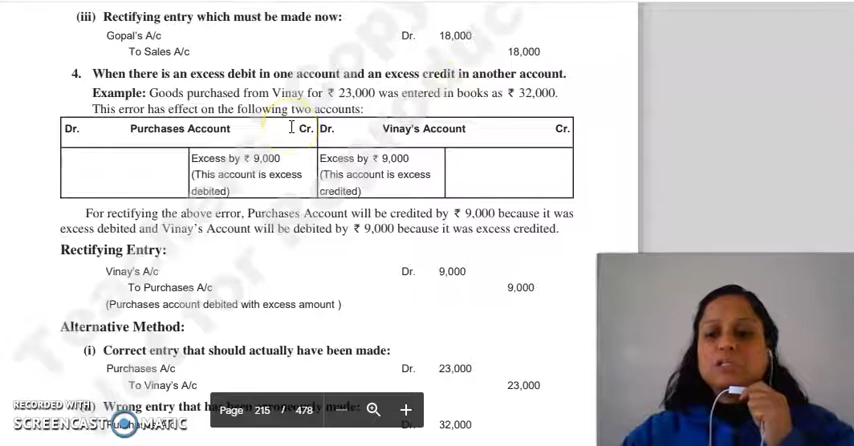 (iii) Rectifying entry which must be made now:
Gopal's A/c Dr. 18,000
To Sales A/c 18,000
4. When there is an excess debit in one account and an excess credit in another account.
Example: Goods purchased from Vinay for ₹ 23,000 was entered in books as ₹ 32,000.
This error has effect on the following two accounts:
Dr. Purchases Account Cr. Dr. Vinay's Account Cr.
Excess by ₹ 9,000 Excess by ₹ 9,000
(This account is excess (This account is excess
debited) credited)
For rectifying the above error, Purchases Account will be credited by ₹ 9,000 because it was
excess debited and Vinay's Account will be debited by ₹ 9,000 because it was excess credited.
Rectifying Entry:
Vinay's A/c Dr. 9,000
To Purchases A/c 9,000
(Purchases account debited with excess amount )
Alternative Method:
(i) Correct entry that should actually have been made:
Purchases A/c Dr. 23,000
To Vinay's A/c 23,000
Wrong entry that
Dr. 32,000
Page 215 / 478
RECORDED WITH
SCREENCAST MATIC